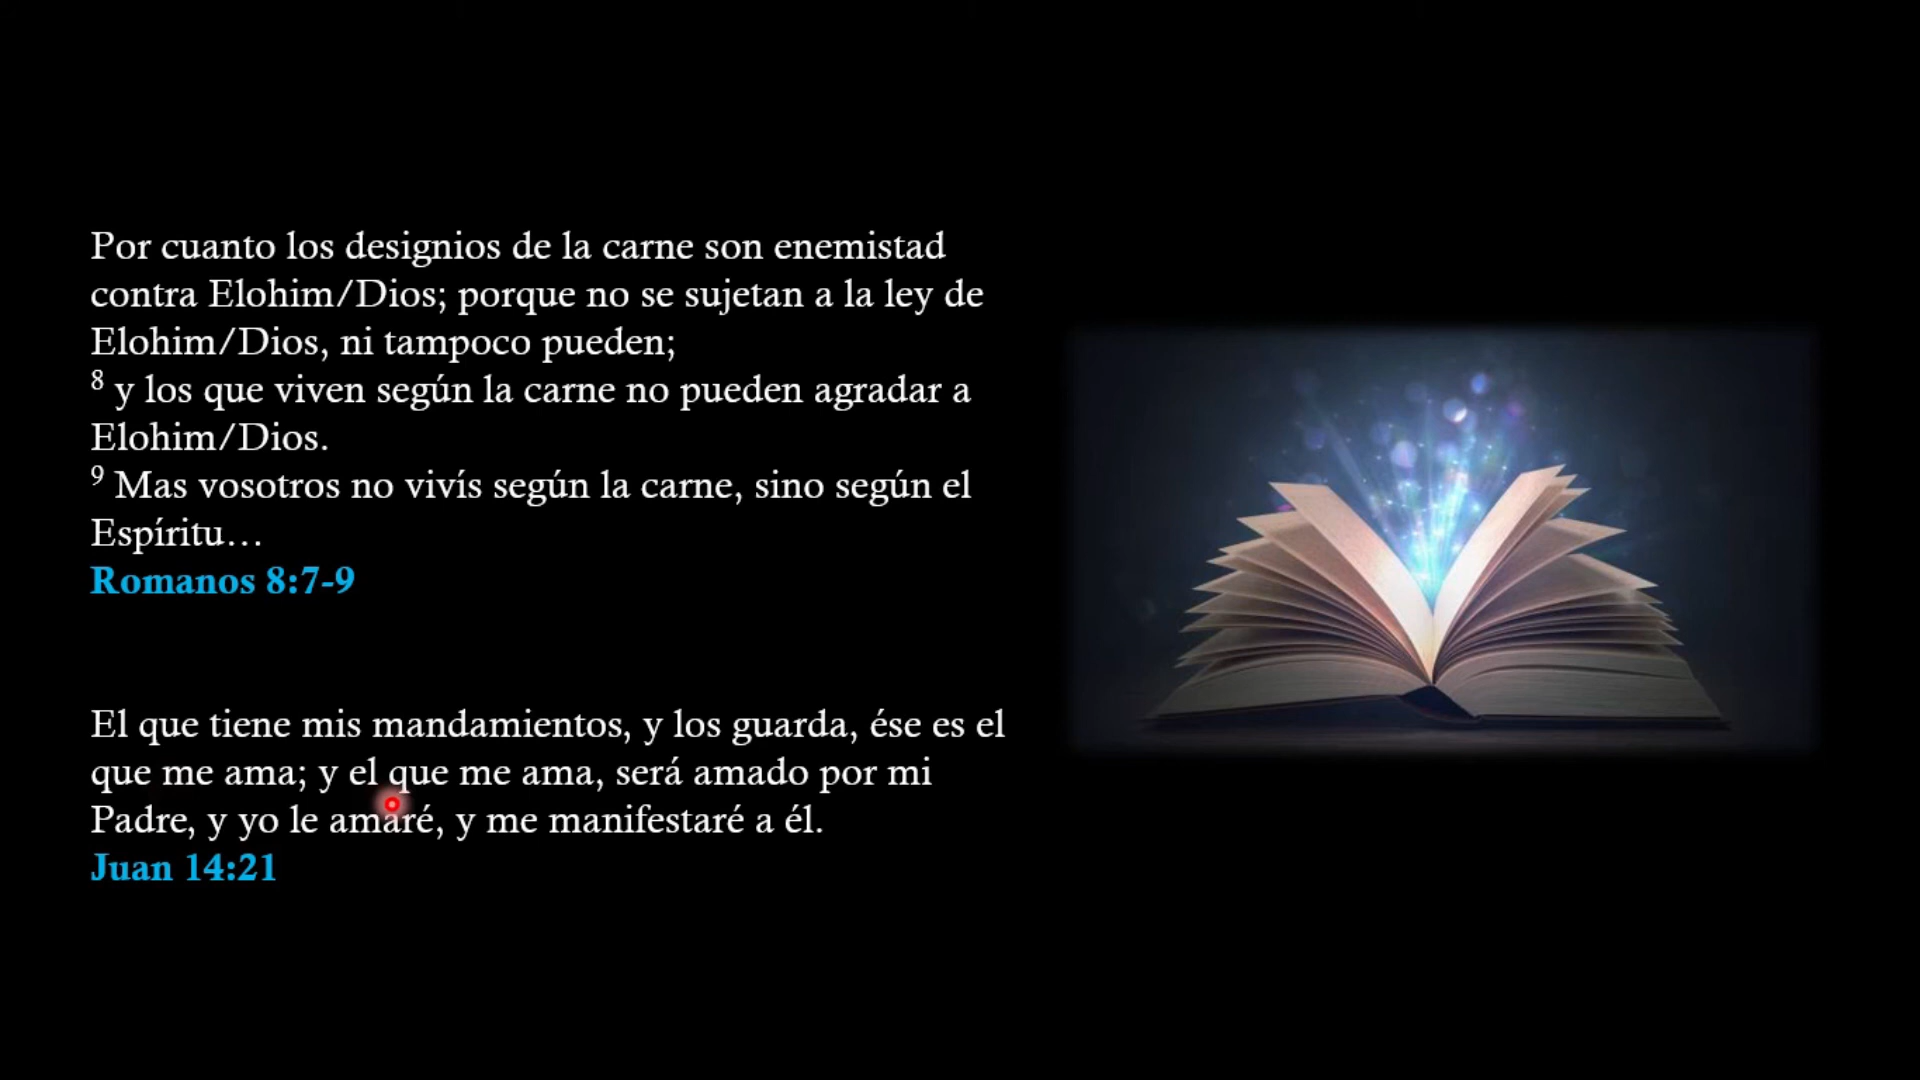 Por cuanto los designios de la carne son enemistad
contra Elohim/Dios; porque no se sujetan a la ley de
Elohim/Dios, ni tampoco pueden;
8 y los que viven según la carne no pueden agradar a
Elohim/Dios.
9 Mas vosotros no vivís según la carne, sino según el
Espíritu…
Romanos 8:7-9
El que tiene mis mandamientos, y los guarda, ése es el
que me ama; y el que me ama, será amado por mi
Padre, y yo le amaré, y me manifestaré a él.
Juan 14:21